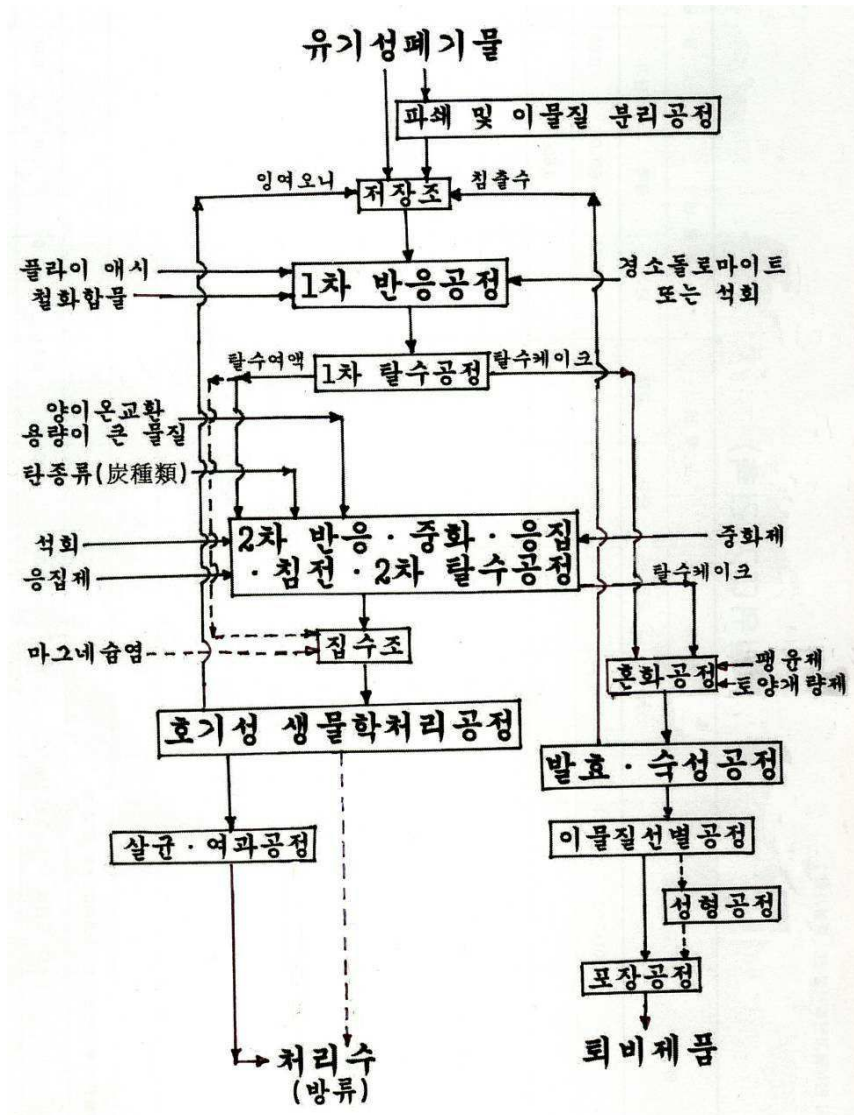 유기성폐기물
파쇄 및 이물질 분리공정
잉여오니
침출수
저장조
플라이 애시
철화합물
1차 반응공정
경소돌로마이트
또는 석회
탈수여액
1차 탈수공정
탈수케이크
양이온교환
용량이 큰 물질
탄종류(炭種類)
석회
응집제
2차 반응·중화·응집
·침전·2차 탈수공정
중화제
탈수케이크
마그네슘염
집수조
혼화공정
팽윤제
토양개량제
호기성 생물학처리공정
발효·숙성공정
살균·여과공정
이물질선별공정
성형공정
포장공정
처리수
(방류)
퇴비제품